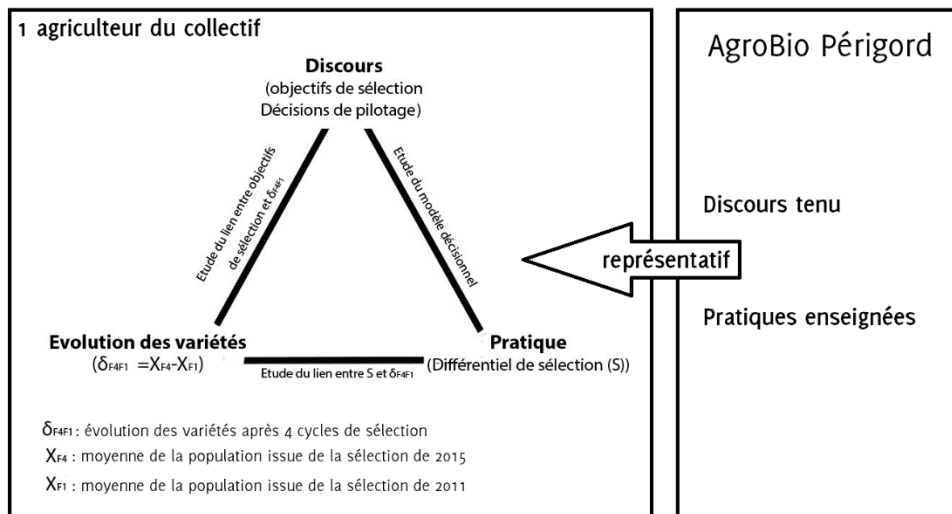 1 agriculteur du collectif
Discours
(objectifs de sélection
Décisions de pilotage)
Etude du lien entre objectifs
de sélection et δF4F1
Etude du modèle décisionnel
Evolution des variétés
(δF4F1 =XF4-XF1)
Etude du lien entre S et δF4F1
Pratique
(Différentiel de sélection (S))
δF4F1 : évolution des variétés après 4 cycles de sélection
XF4 : moyenne de la population issue de la sélection de 2015
XF1 : moyenne de la population issue de la sélection de 2011
AgroBio Périgord
Discours tenu
représentatif
Pratiques enseignées